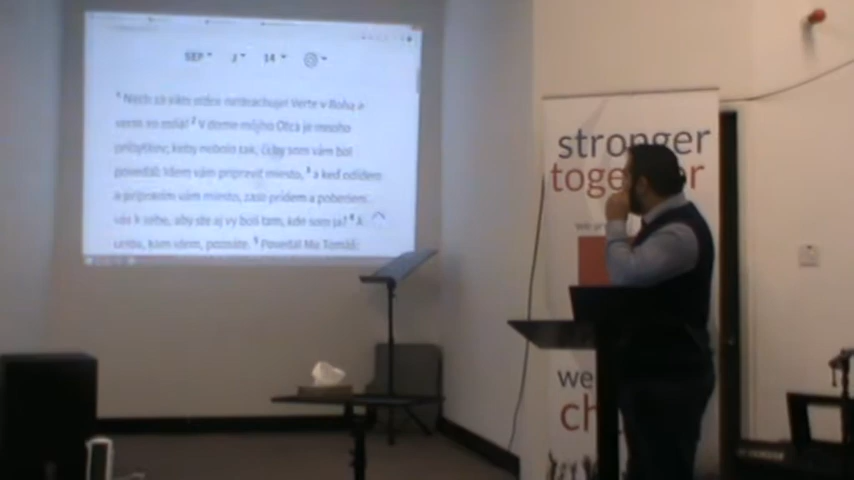 SEP J 14 @
1 Nech sa vám srdce nestrachuje! Verte v Boha a
verte vo mňa! 2 V dome môjho Otca je mnoho
príbytkov; keby nebolo tak, či by som vám bol
povedal: Idem vám pripraviť miesto, 3 a keď odídem
a pripravím vám miesto, zase prídem a poberiem
vás k sebe, aby ste aj vy boli tam, kde som ja! 4 A
cestu, kam idem, poznáte. 5 Povedal Mu Tomáš:
stronger
toge r
we
ch